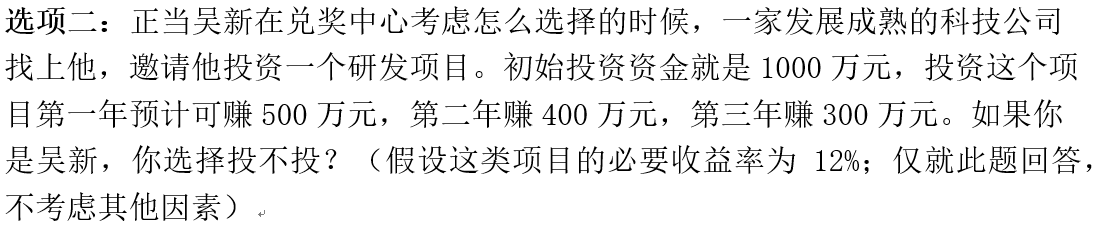 选项二：正当吴新在兑奖中心考虑怎么选择的时候，一家发展成熟的科技公司
找上他，邀请他投资一个研发项目。初始投资资金就是 1000 万元，投资这个项
目第一年预计可赚 500 万元，第二年赚 400 万元，第三年赚 300 万元。如果你
是吴新，你选择投不投？（假设这类项目的必要收益率为 12%；仅就此题回答，
不考虑其他因素）